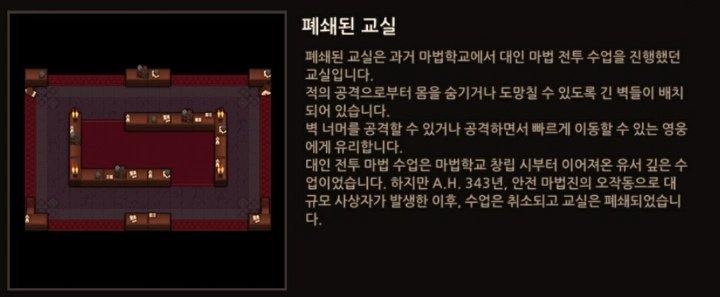 폐쇄된 교실
폐쇄된 교실은 과거 마법학교에서 대인 마법 전투 수업을 진행했던
교실입니다.
적의 공격으로부터 몸을 숨기거나 도망칠 수 있도록 긴 벽들이 배치
되어 있습니다.
벽 너머를 공격할 수 있거나 공격하면서 빠르게 이동할 수 있는 영웅
에게 유리합니다.
대인 전투 마법 수업은 마법학교 창립 시부터 이어져온 유서 깊은 수
업이었습니다. 하지만 A.H. 343년, 안전 마법진의 오작동으로 대
규모 사상자가 발생한 이후, 수업은 취소되고 교실은 폐쇄되었습니
다.